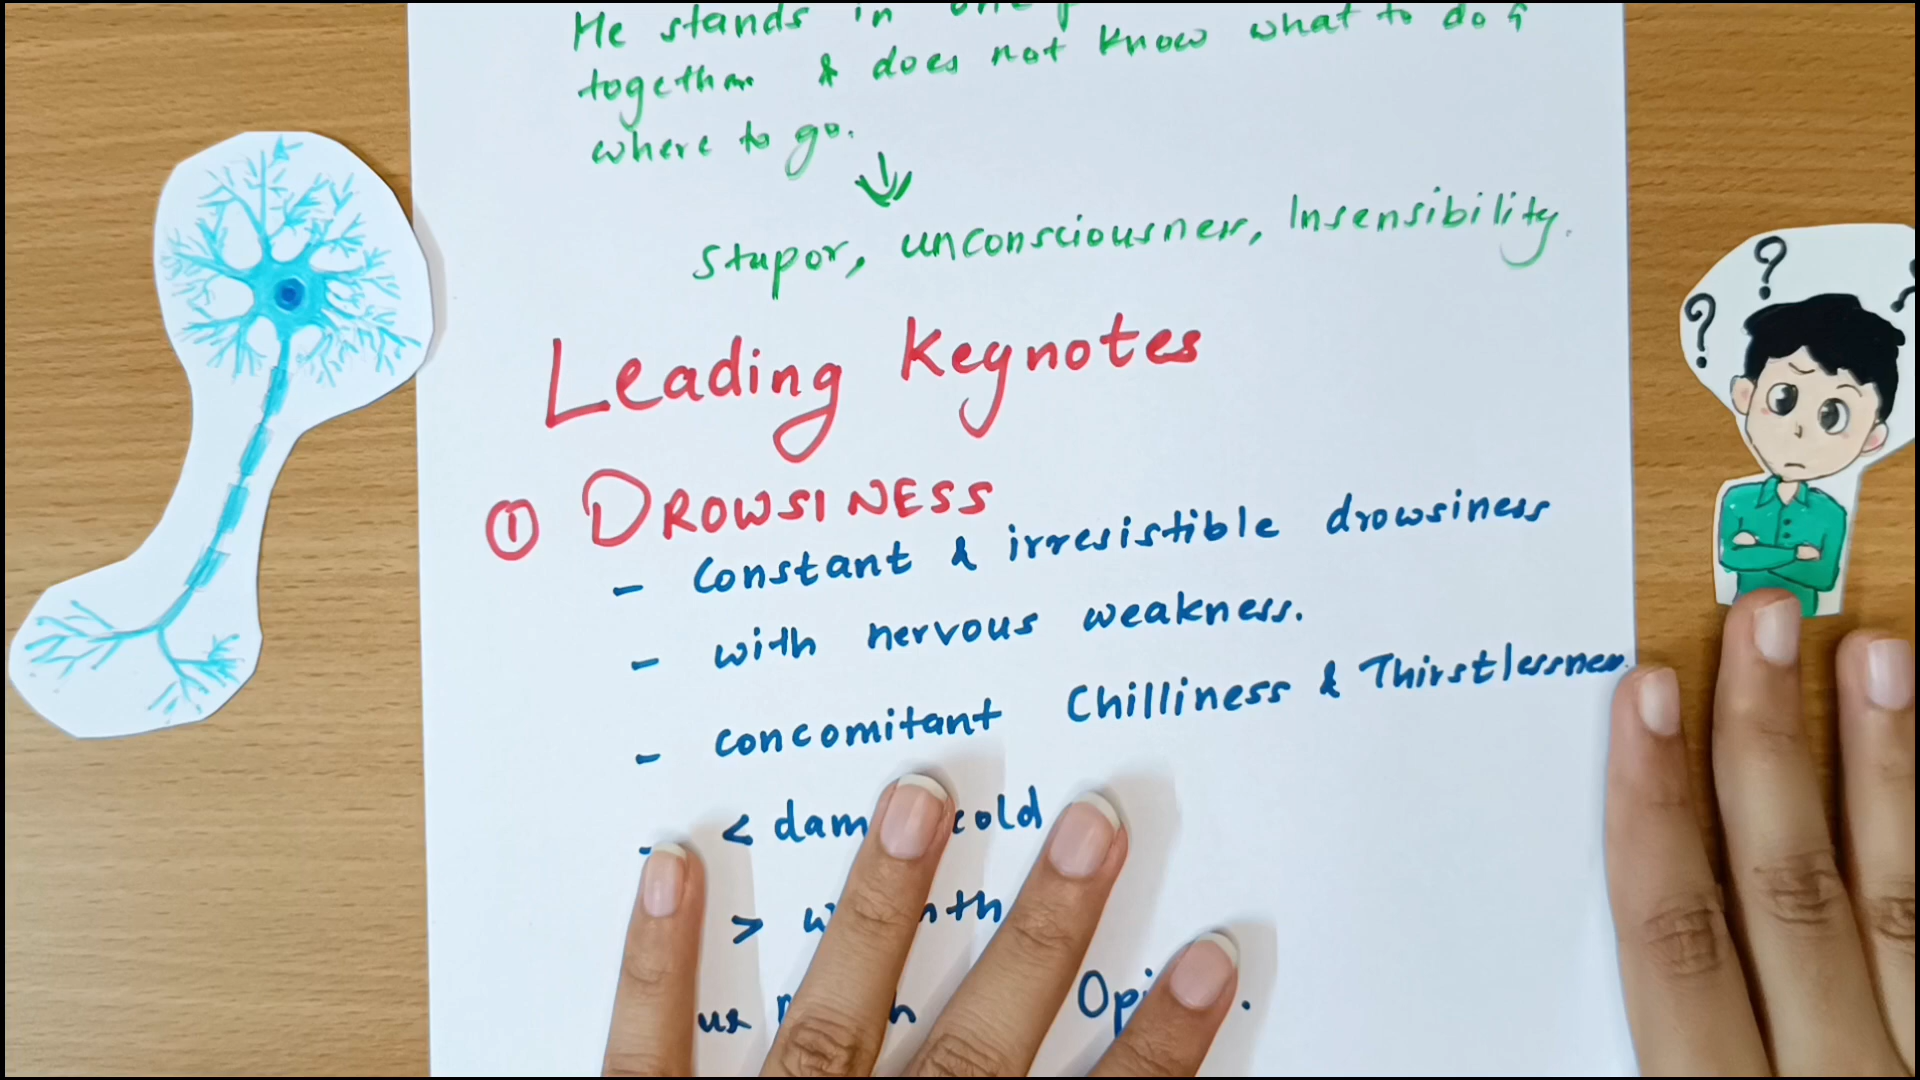 He stands in
together & does not know what to do &
where to go.
Stupor, unconsciousness, Insensibility.
Leading Keynotes
① DROWSINESS
- Constant & irresistible drowsiness
- with nervous weakness.
- concomitant Chilliness & Thirstlessness.
- < cold
>
? ? ?